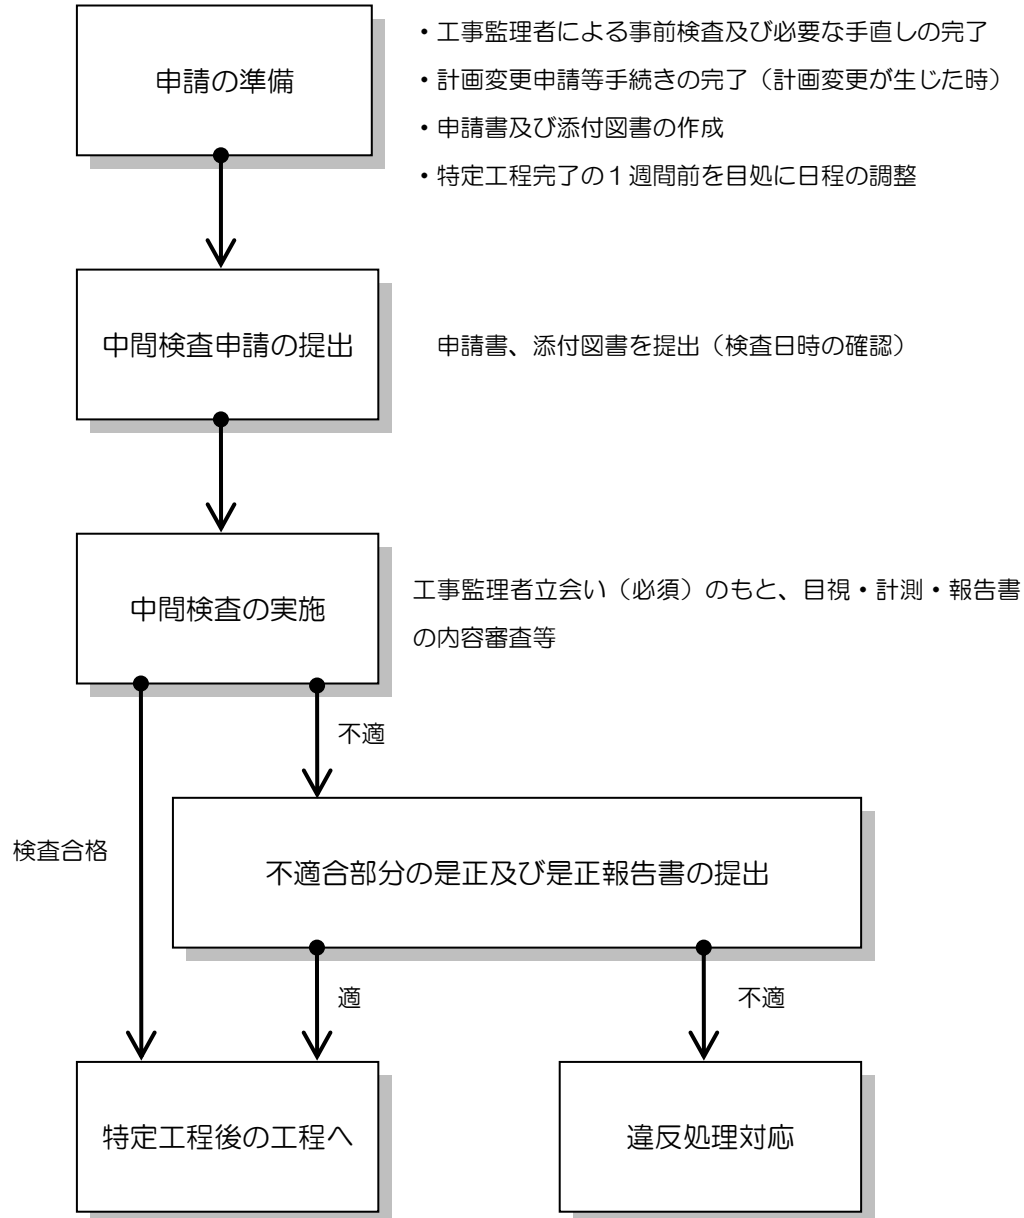 申請の準備
・工事監理者による事前検査及び必要な手直しの完了
・計画変更申請等手続きの完了（計画変更が生じた時）
・申請書及び添付図書の作成
・特定工程完了の１週間前を目処に日程の調整
中間検査申請の提出
申請書、添付図書を提出（検査日時の確認）
中間検査の実施
工事監理者立会い（必須）のもと、目視・計測・報告書
の内容審査等
不適
検査合格
不適合部分の是正及び是正報告書の提出
適
不適
特定工程後の工程へ
違反処理対応